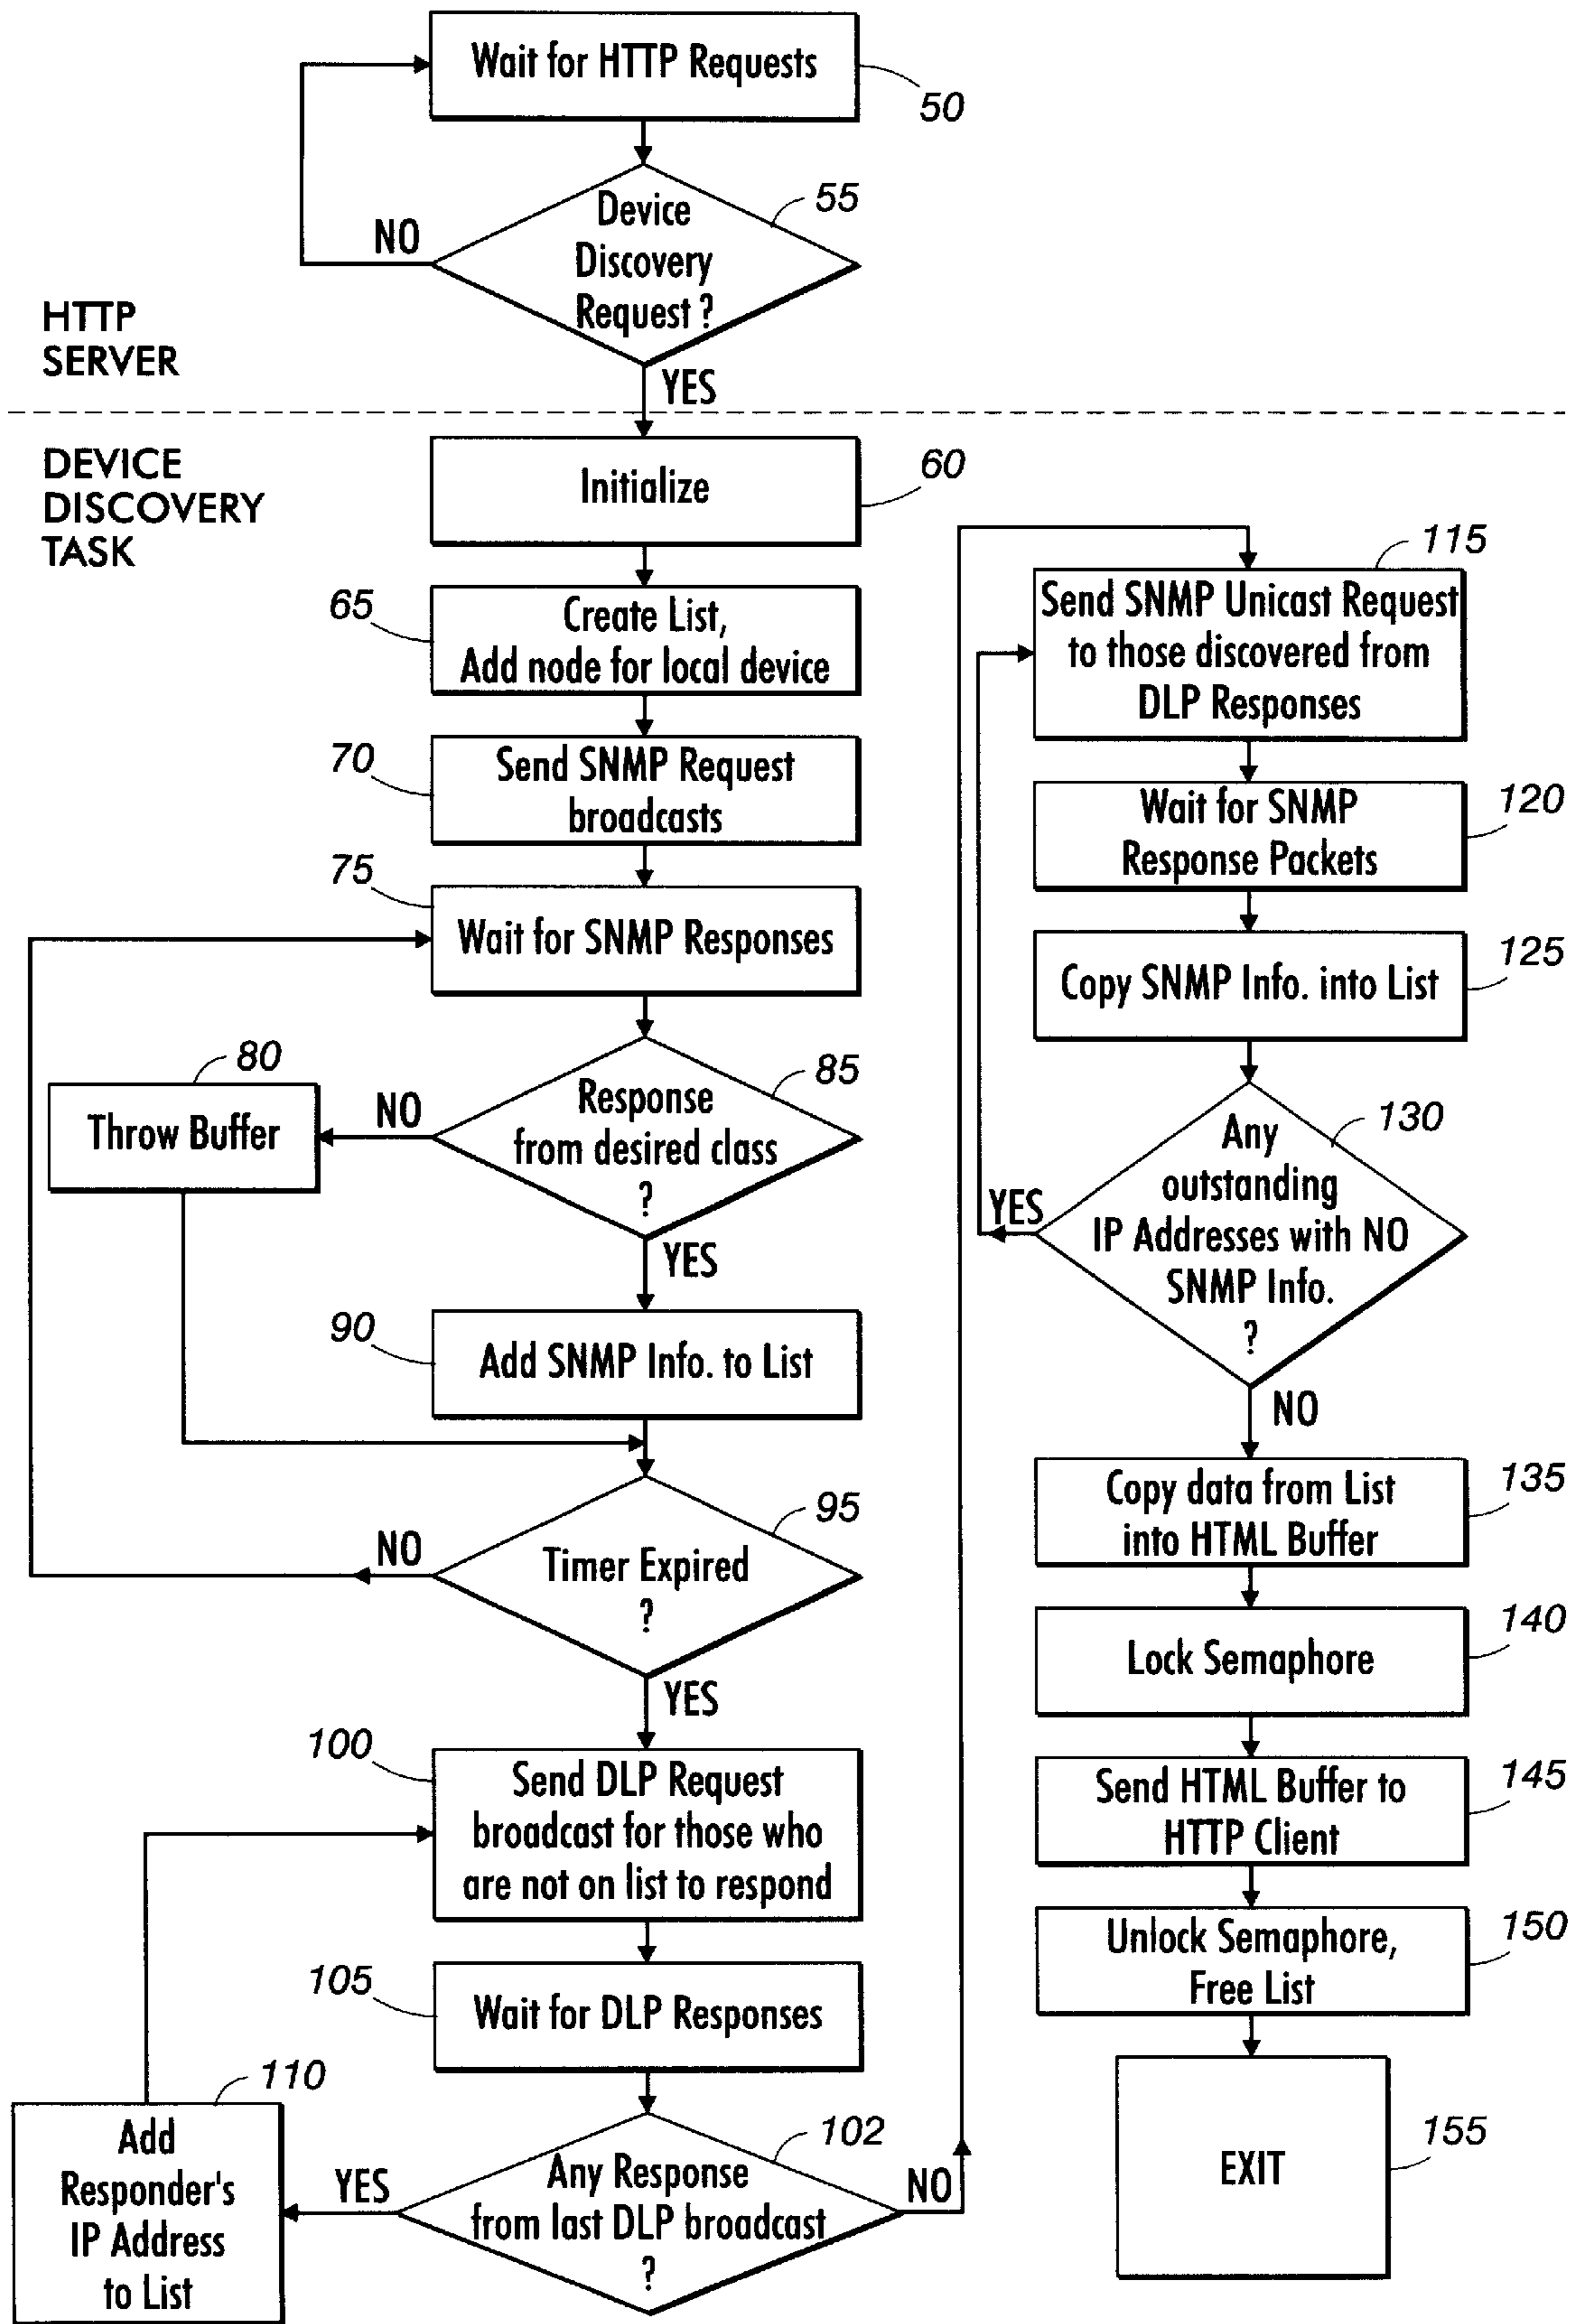 Wait for HTTP Requests
50
Device
Discovery
Request ?
55
NO
YES
HTTP
SERVER
DEVICE
DISCOVERY
TASK
Initialize
60
65
Create List,
Add node for local device
70
Send SNMP Request
broadcasts
75
Wait for SNMP Responses
80
Throw Buffer
NO
85
Response
from desired class
?
YES
90
Add SNMP Info. to List
95
Timer Expired
?
NO
YES
100
Send DLP Request
broadcast for those who
are not on list to respond
105
Wait for DLP Responses
110
Add
Responder's
IP Address
to List
YES
102
Any Response
from last DLP broadcast
?
NO
115
Send SNMP Unicast Request
to those discovered from
DLP Responses
120
Wait for SNMP
Response Packets
125
Copy SNMP Info. into List
130
Any
outstanding
IP Addresses with NO
SNMP Info.
?
YES
NO
135
Copy data from List
into HTML Buffer
140
Lock Semaphore
145
Send HTML Buffer to
HTTP Client
150
Unlock Semaphore,
Free List
155
EXIT